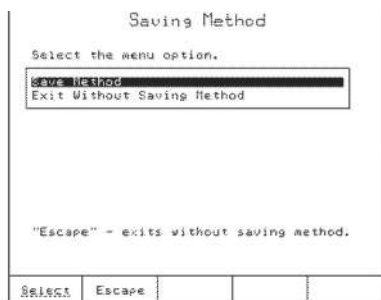 Saving Method
Select the menu option.
Save Method
Exit Without Saving Method
"Escape" - exits without saving method.
Select Escape